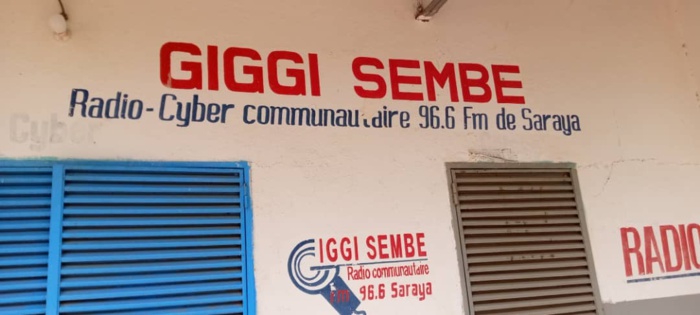 GIGGI SEMBE
Radio-Cyber communautaire 96.6 Fm de Saraya
Cyber
GIGGI SEMBE
Radio communautaire
Fm 96.6 Saraya
RADIO